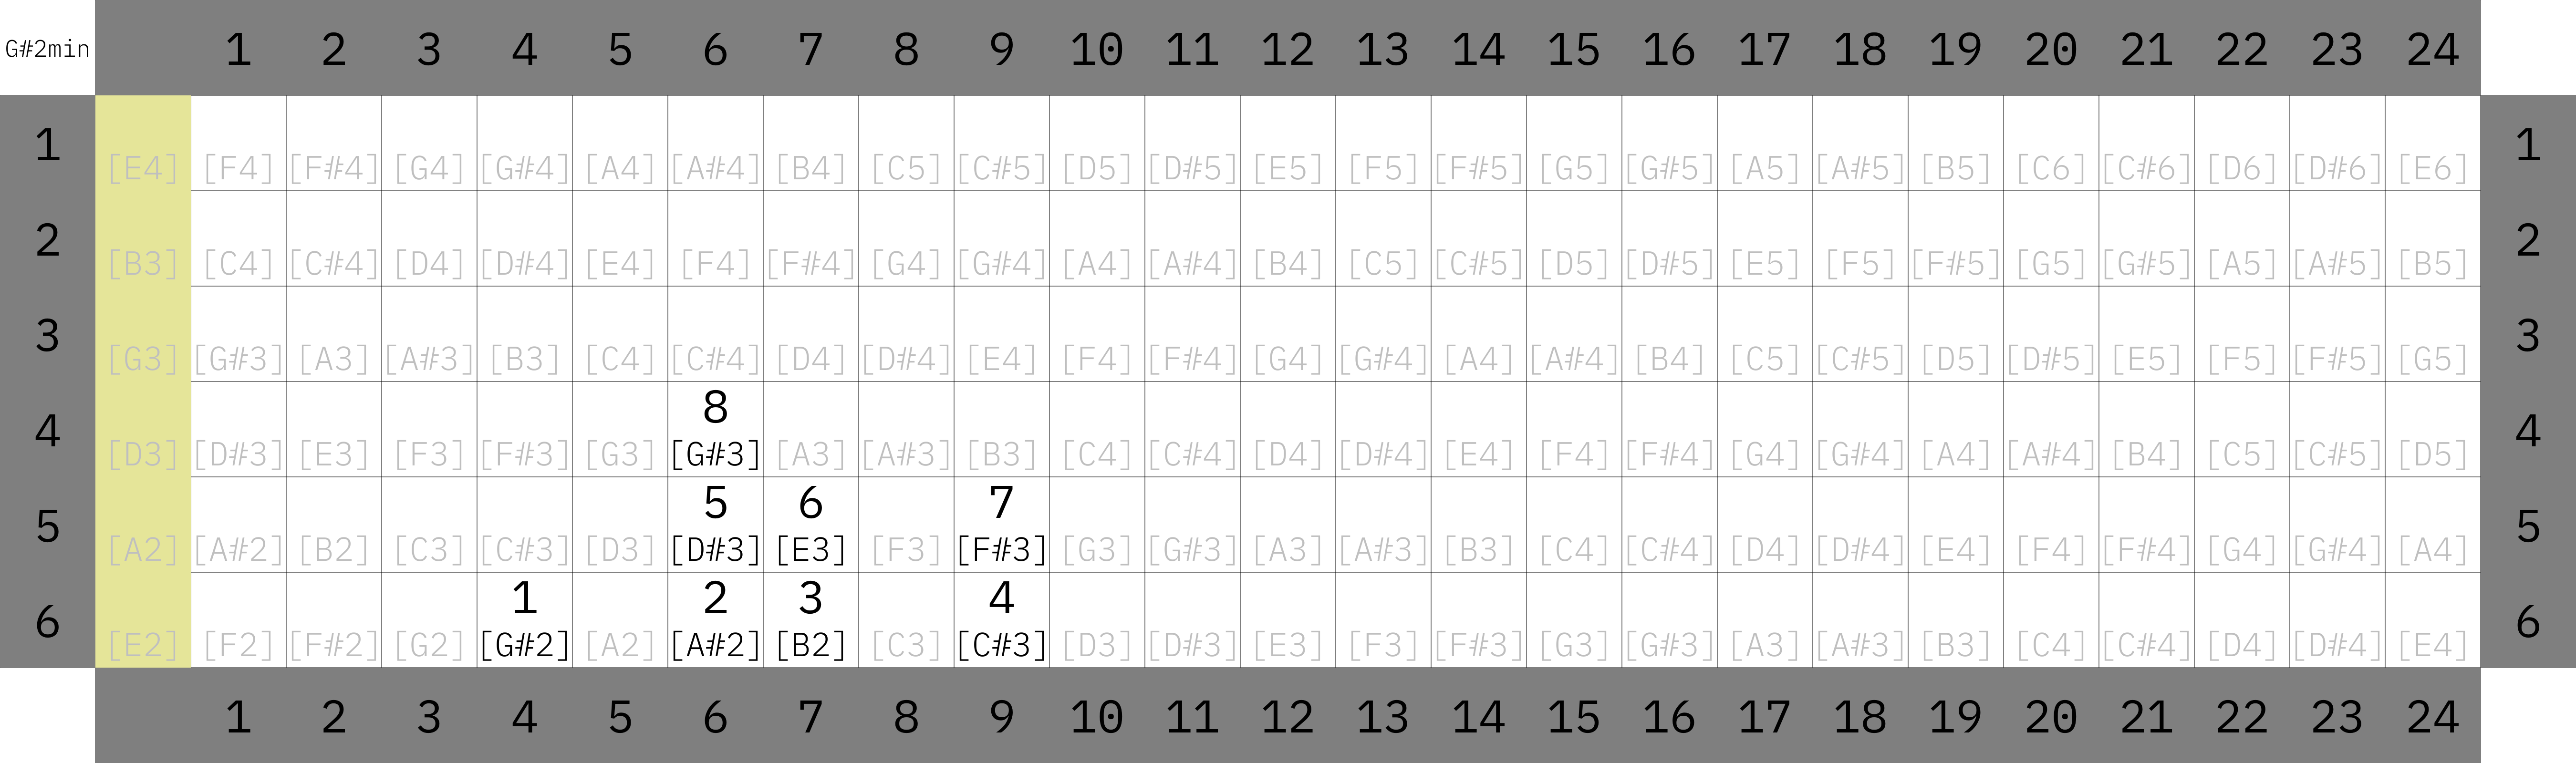 G#2min 1 2 3 4 5 6 7 8 9 10 11 12 13 14 15 16 17 18 19 20 21 22 23 24
1 [E4] [F4] [F#4] [G4] [G#4] [A4] [A#4] [B4] [C5] [C#5] [D5] [D#5] [E5] [F5] [F#5] [G5] [G#5] [A5] [A#5] [B5] [C6] [C#6] [D6] [D#6] [E6] 1
2 [B3] [C4] [C#4] [D4] [D#4] [E4] [F4] [F#4] [G4] [G#4] [A4] [A#4] [B4] [C5] [C#5] [D5] [D#5] [E5] [F5] [F#5] [G5] [G#5] [A5] [A#5] [B5] 2
3 [G3] [G#3] [A3] [A#3] [B3] [C4] [C#4] [D4] [D#4] [E4] [F4] [F#4] [G4] [G#4] [A4] [A#4] [B4] [C5] [C#5] [D5] [D#5] [E5] [F5] [F#5] [G5] 3
8
4 [D3] [D#3] [E3] [F3] [F#3] [G3] [G#3] [A3] [A#3] [B3] [C4] [C#4] [D4] [D#4] [E4] [F4] [F#4] [G4] [G#4] [A4] [A#4] [B4] [C5] [C#5] [D5] 4
5 6 7
5 [A2] [A#2] [B2] [C3] [C#3] [D3] [D#3] [E3] [F3] [F#3] [G3] [G#3] [A3] [A#3] [B3] [C4] [C#4] [D4] [D#4] [E4] [F4] [F#4] [G4] [G#4] [A4] 5
1 2 3 4
6 [E2] [F2] [F#2] [G2] [G#2] [A2] [A#2] [B2] [C3] [C#3] [D3] [D#3] [E3] [F3] [F#3] [G3] [G#3] [A3] [A#3] [B3] [C4] [C#4] [D4] [D#4] [E4] 6
1 2 3 4 5 6 7 8 9 10 11 12 13 14 15 16 17 18 19 20 21 22 23 24